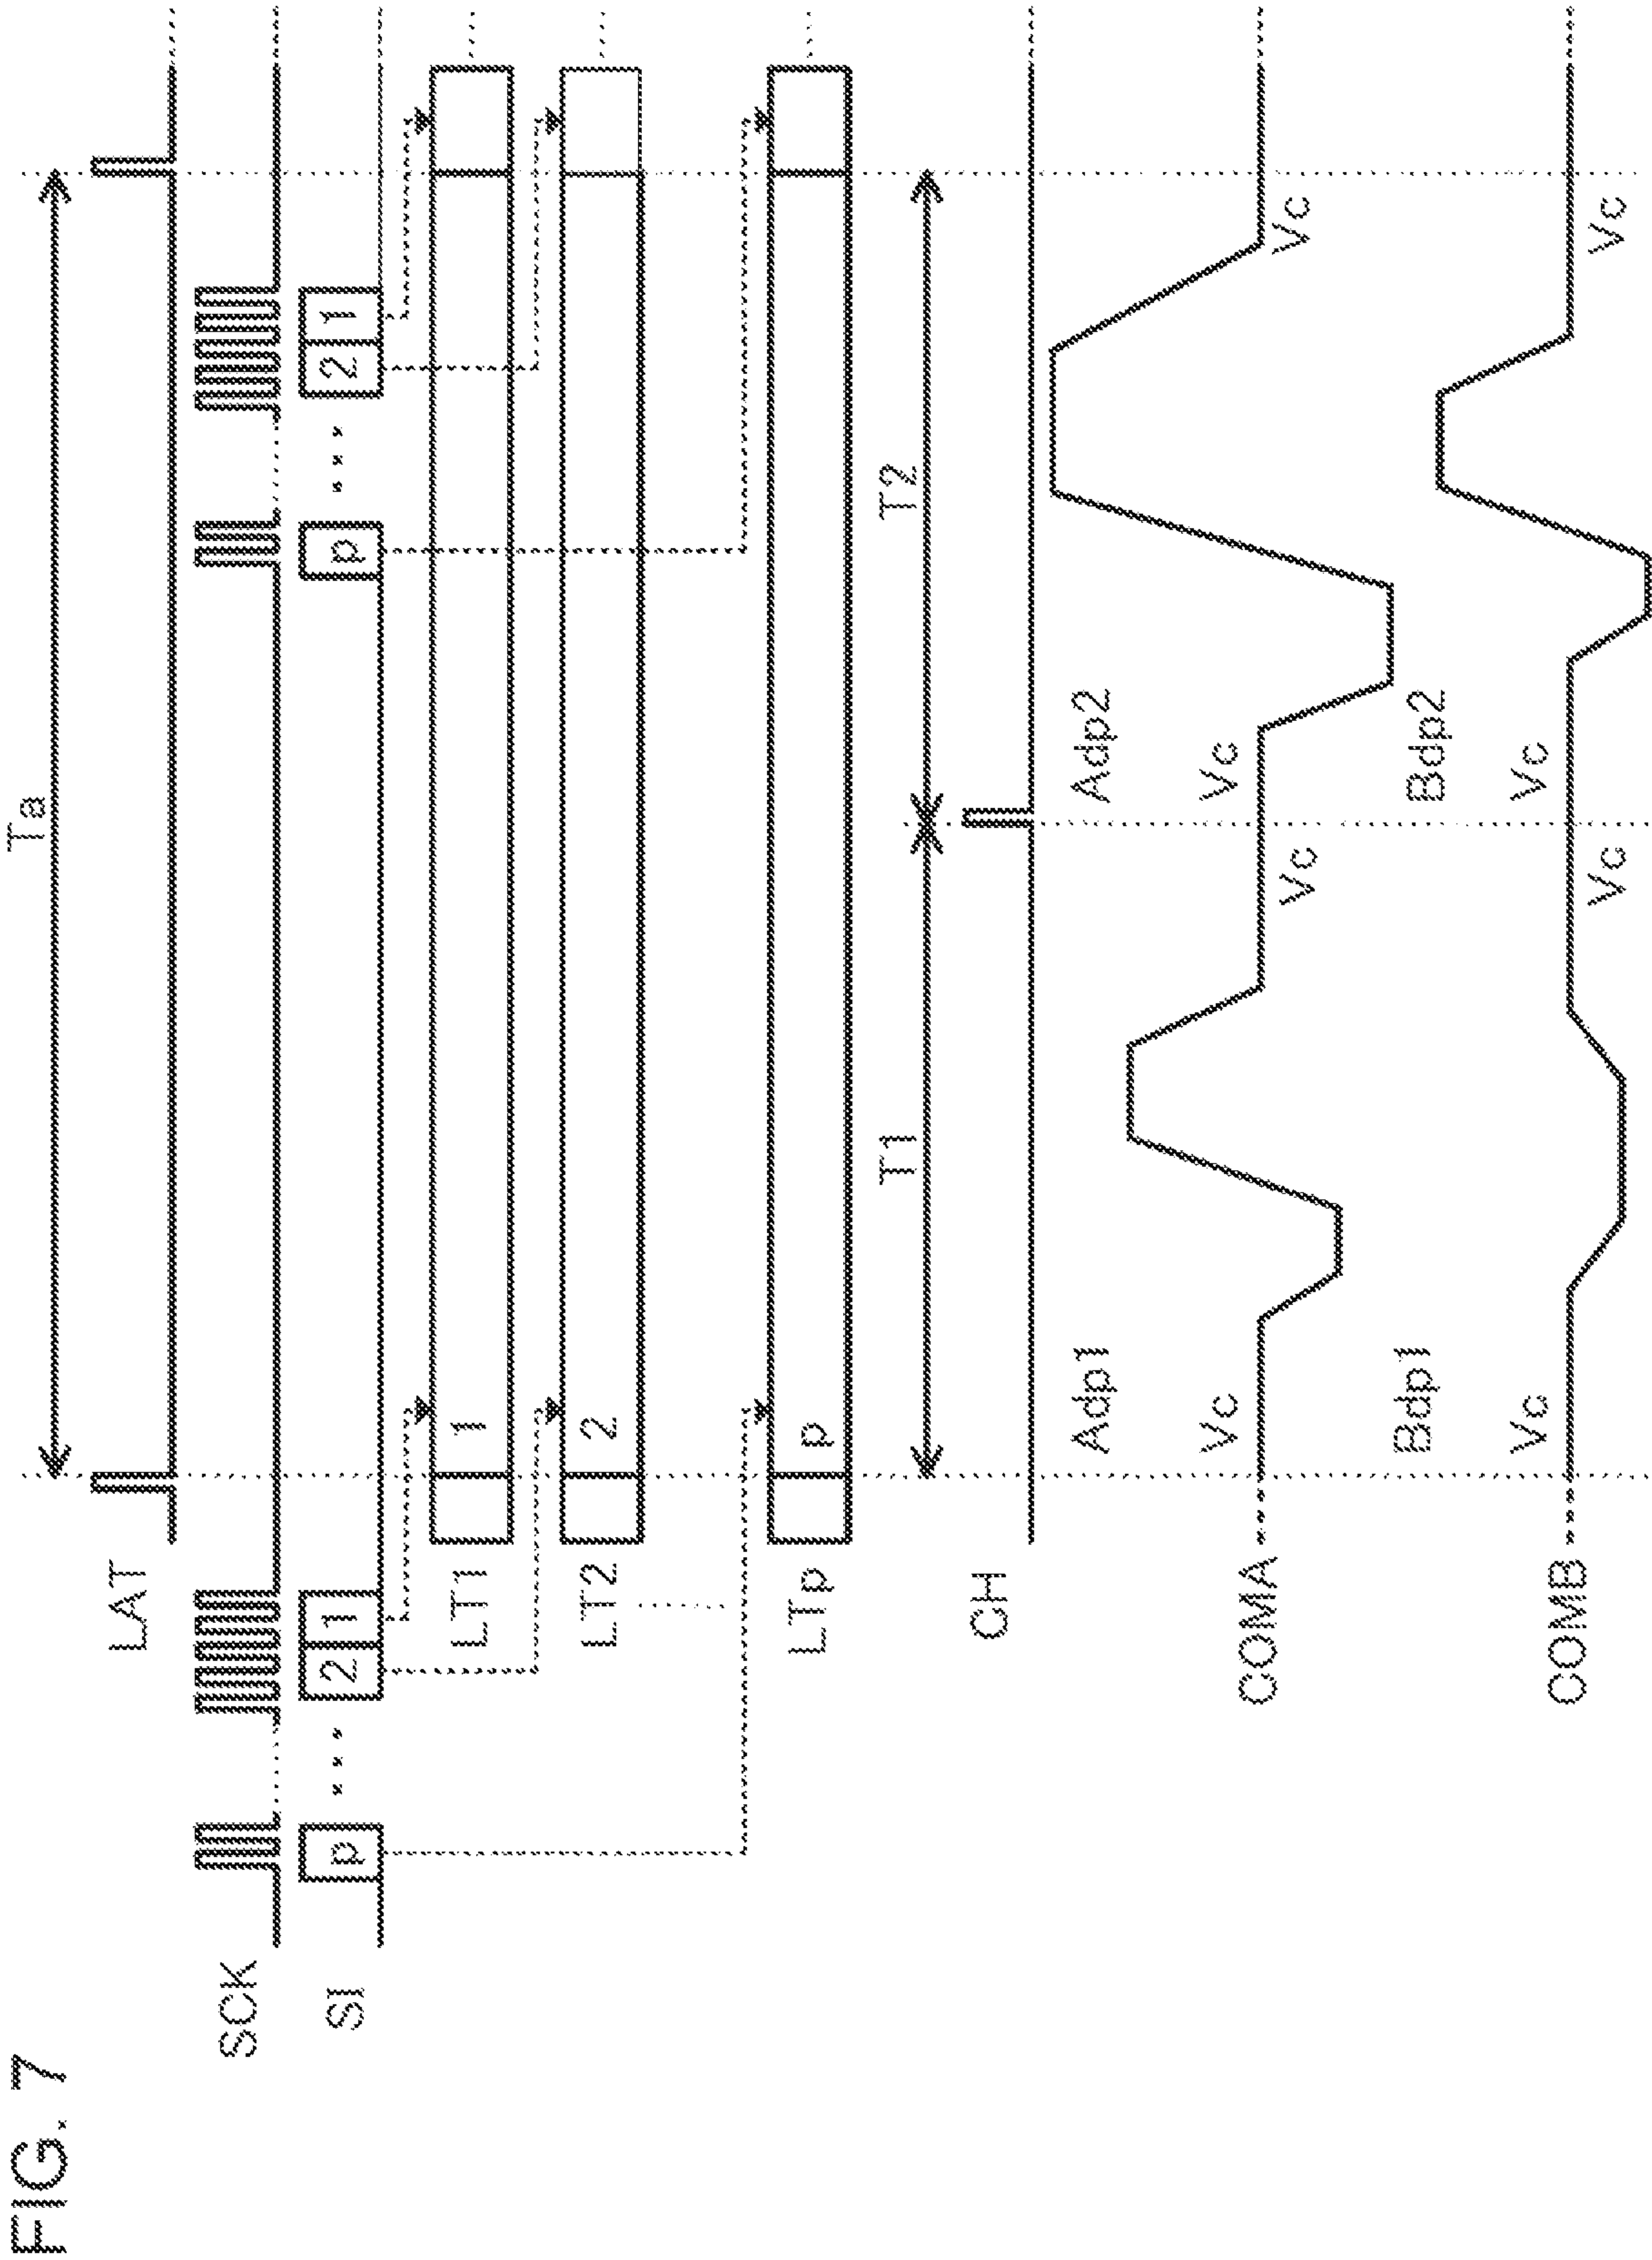 FIG. 7
Ta
LAT
SCK
SI
p ... 2 1
p ... 2 1
LT1
1
LT2
2
LTp
p
T1
T2
CH
Adp1
Adp2
COMA
Vc
Vc
Vc
Vc
Bdp1
Bdp2
COMB
Vc
Vc
Vc
Vc